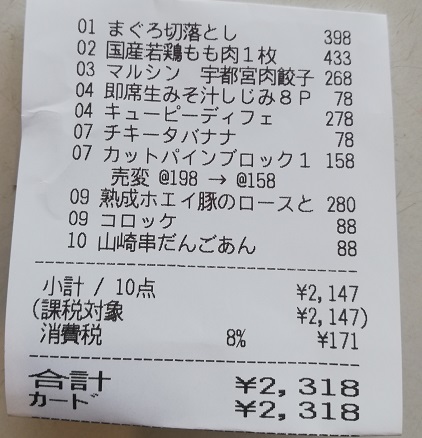 01 まぐろ切落とし 398
02 国産若鶏もも肉1枚 433
03 マルシン 宇都宮肉餃子 268
04 即席生みそ汁しじみ8P 78
04 キューピーディフェ 278
07 チキータバナナ 78
07 カットパインブロック1 158
売変 @198 → @158
09 熟成ホエイ豚のロースと 280
09 コロッケ 88
10 山崎串だんごあん 88
小計 / 10点 ¥2,147
(課税対象 ¥2,147)
消費税 8% ¥171
合計 ¥2,318
カード ¥2,318